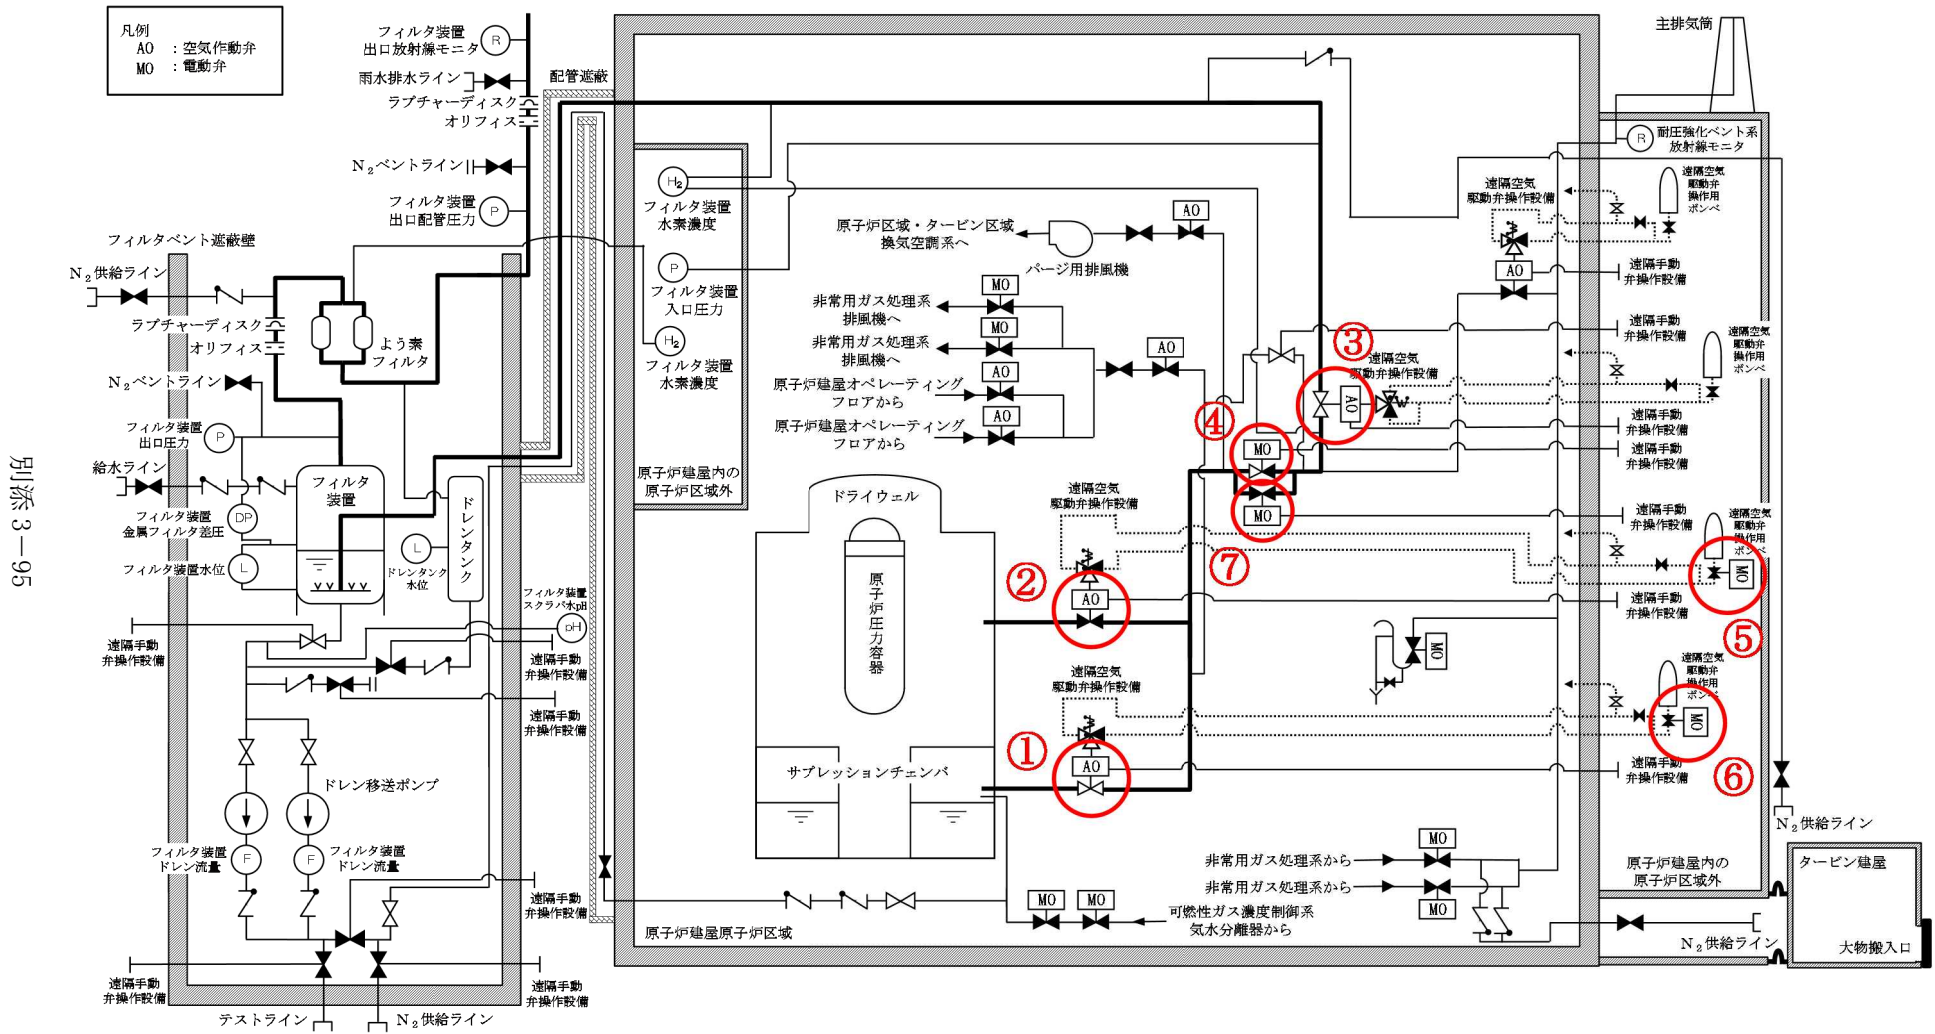 凡例
AO ：空気作動弁
MO ：電動弁
フィルタ装置
出口放射線モニタ
R
雨水排水ライン
ラプチャーディスク
オリフィス
配管遮蔽
N₂ベントライン
フィルタ装置
出口配管圧力
P
フィルタベント遮蔽壁
N₂供給ライン
ラプチャーディスク
オリフィス
よう素
フィルタ
N₂ベントライン
フィルタ装置
出口圧力
P
給水ライン
フィルタ
装置
ドレンタンク
フィルタ装置
金属フィルタ差圧
DP
フィルタ装置水位
L
L
ドレンタンク
水位
フィルタ装置
スクラバ水pH
pH
遠隔手動
弁操作設備
遠隔手動
弁操作設備
遠隔手動
弁操作設備
ドレン移送ポンプ
フィルタ装置
ドレン流量
F
F
フィルタ装置
ドレン流量
遠隔手動
弁操作設備
遠隔手動
弁操作設備
遠隔手動
弁操作設備
テストライン
N₂供給ライン
H₂
フィルタ装置
水素濃度
P
フィルタ装置
入口圧力
H₂
フィルタ装置
水素濃度
原子炉建屋内の
原子炉区域外
原子炉区域・タービン区域
換気空調系へ
AO
パージ用排風機
非常用ガス処理系
排風機へ
MO
非常用ガス処理系
排風機へ
MO
AO
原子炉建屋オペレーティング
フロアから
AO
原子炉建屋オペレーティング
フロアから
AO
ドライウェル
原子炉圧力容器
サプレッションチェンバ
③
遠隔空気
駆動弁操作設備
AO
④
MO
MO
⑦
遠隔空気
駆動弁操作設備
②
AO
遠隔空気
駆動弁操作設備
①
AO
MO
主排気筒
R
耐圧強化ベント系
放射線モニタ
遠隔空気
駆動弁操作設備
AO
遠隔空気
駆動弁
操作用
ボンベ
遠隔手動
弁操作設備
遠隔手動
弁操作設備
遠隔空気
駆動弁
操作用
ボンベ
遠隔手動
弁操作設備
遠隔手動
弁操作設備
遠隔手動
弁操作設備
遠隔空気
駆動弁
操作用
ボンベ
MO
⑤
遠隔手動
弁操作設備
遠隔空気
駆動弁
操作用
ボンベ
MO
⑥
遠隔手動
弁操作設備
N₂供給ライン
原子炉建屋内の
原子炉区域外
タービン建屋
大物搬入口
N₂供給ライン
非常用ガス処理系から
MO
非常用ガス処理系から
MO
MO
MO
可燃性ガス濃度制御系
気水分離器から
原子炉建屋原子炉区域
別添 3－95